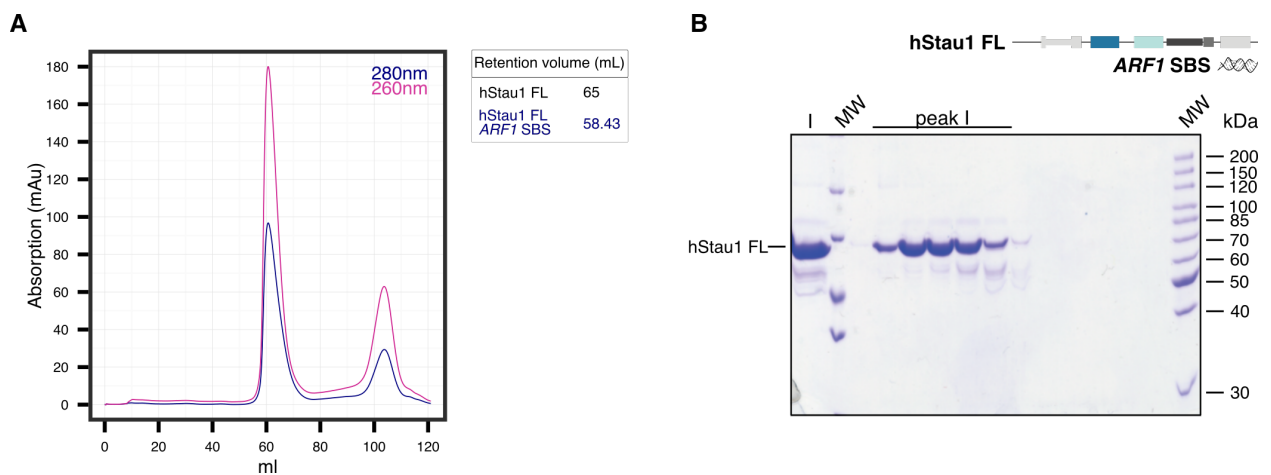 A
280nm
260nm
Absorption (mAu)
180
160
140
120
100
80
60
40
20
0
0 20 40 60 80 100 120
ml
Retention volume (mL)
hStau1 FL 65
hStau1 FL
ARF1 SBS 58.43
B
hStau1 FL
ARF1 SBS
I MW peak I MW kDa
hStau1 FL
200
150
120
100
85
70
60
50
40
30